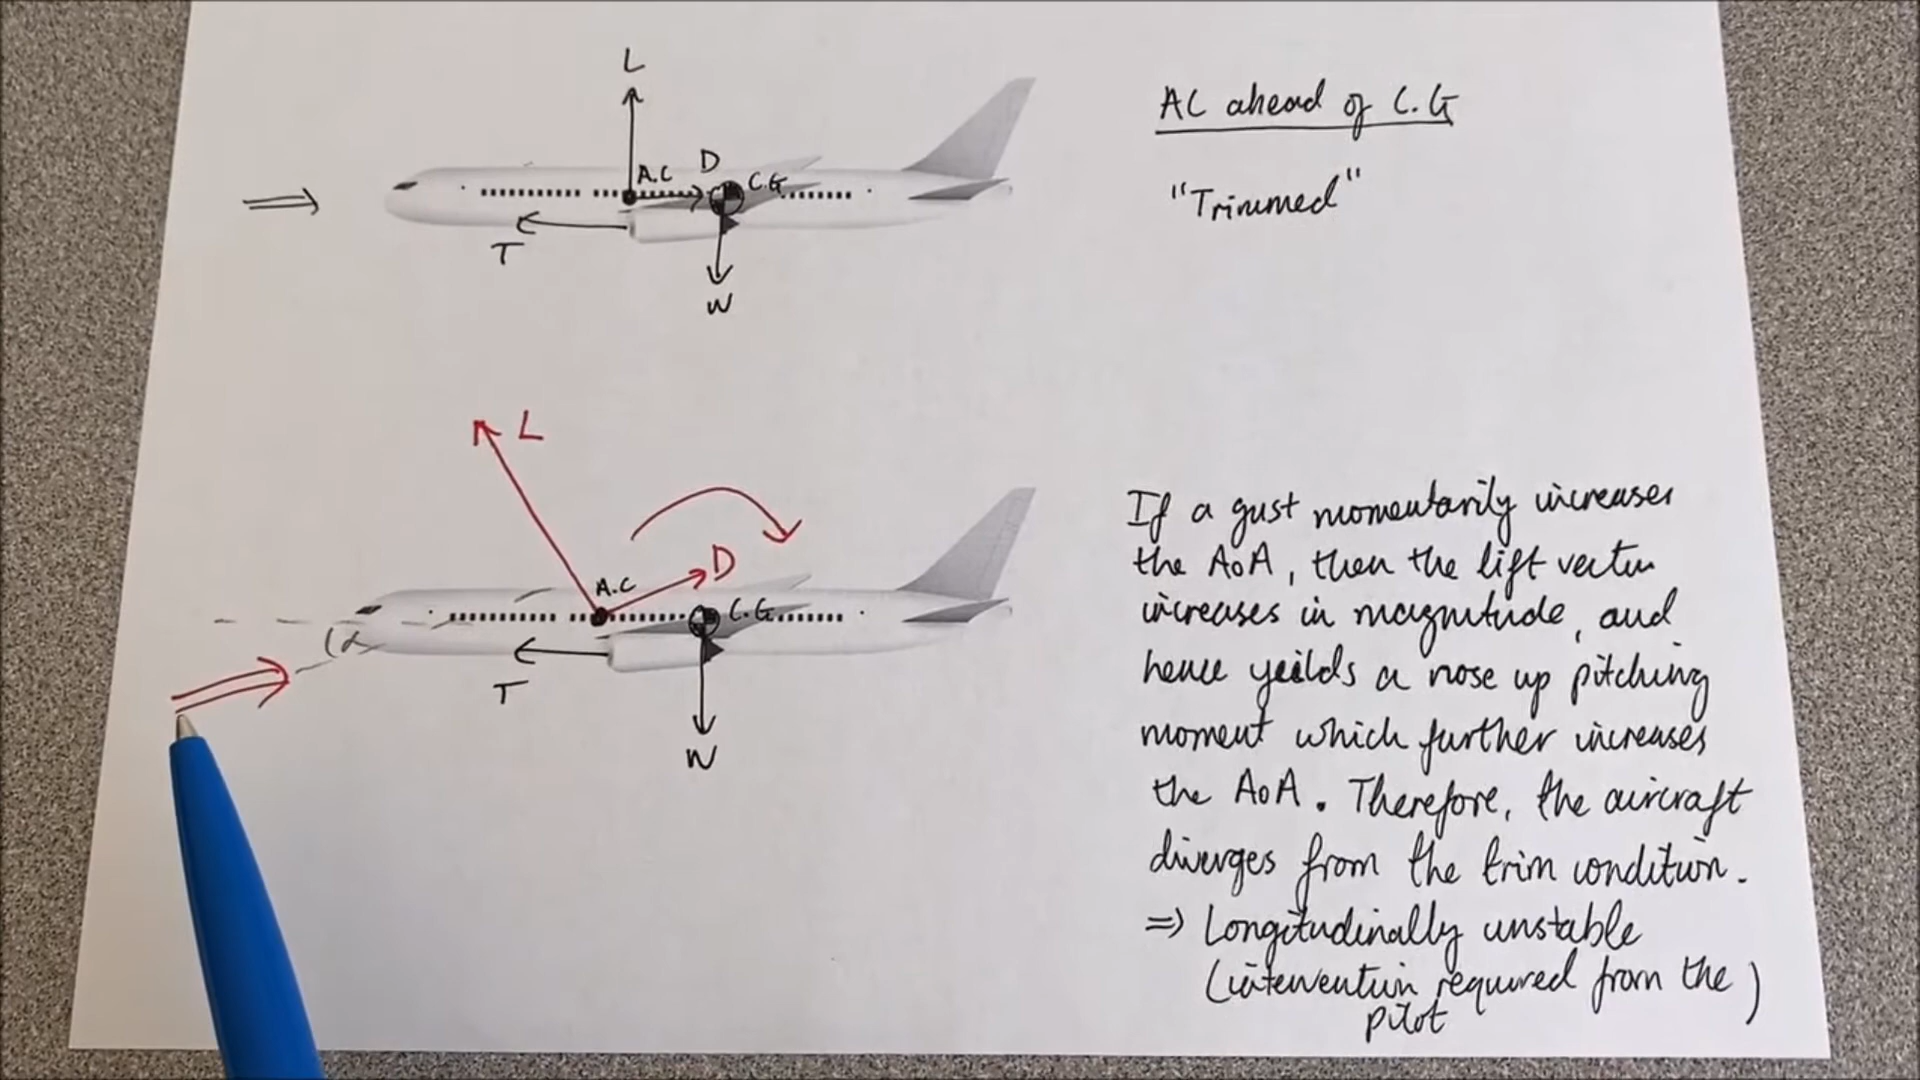 L
AC ahead of C.G
D
A.C
C.G
"Trimmed"
T
W
L
If a gust momentarily increases
the AoA, then the lift vector
D
A.C
C.G
increases in magnitude, and
(α
hence yeilds a nose up pitching
T
moment which further increases
W
the AoA. Therefore, the aircraft
diverges from the trim condition.
=> Longitudinally unstable
(intervention required from the)
pilot